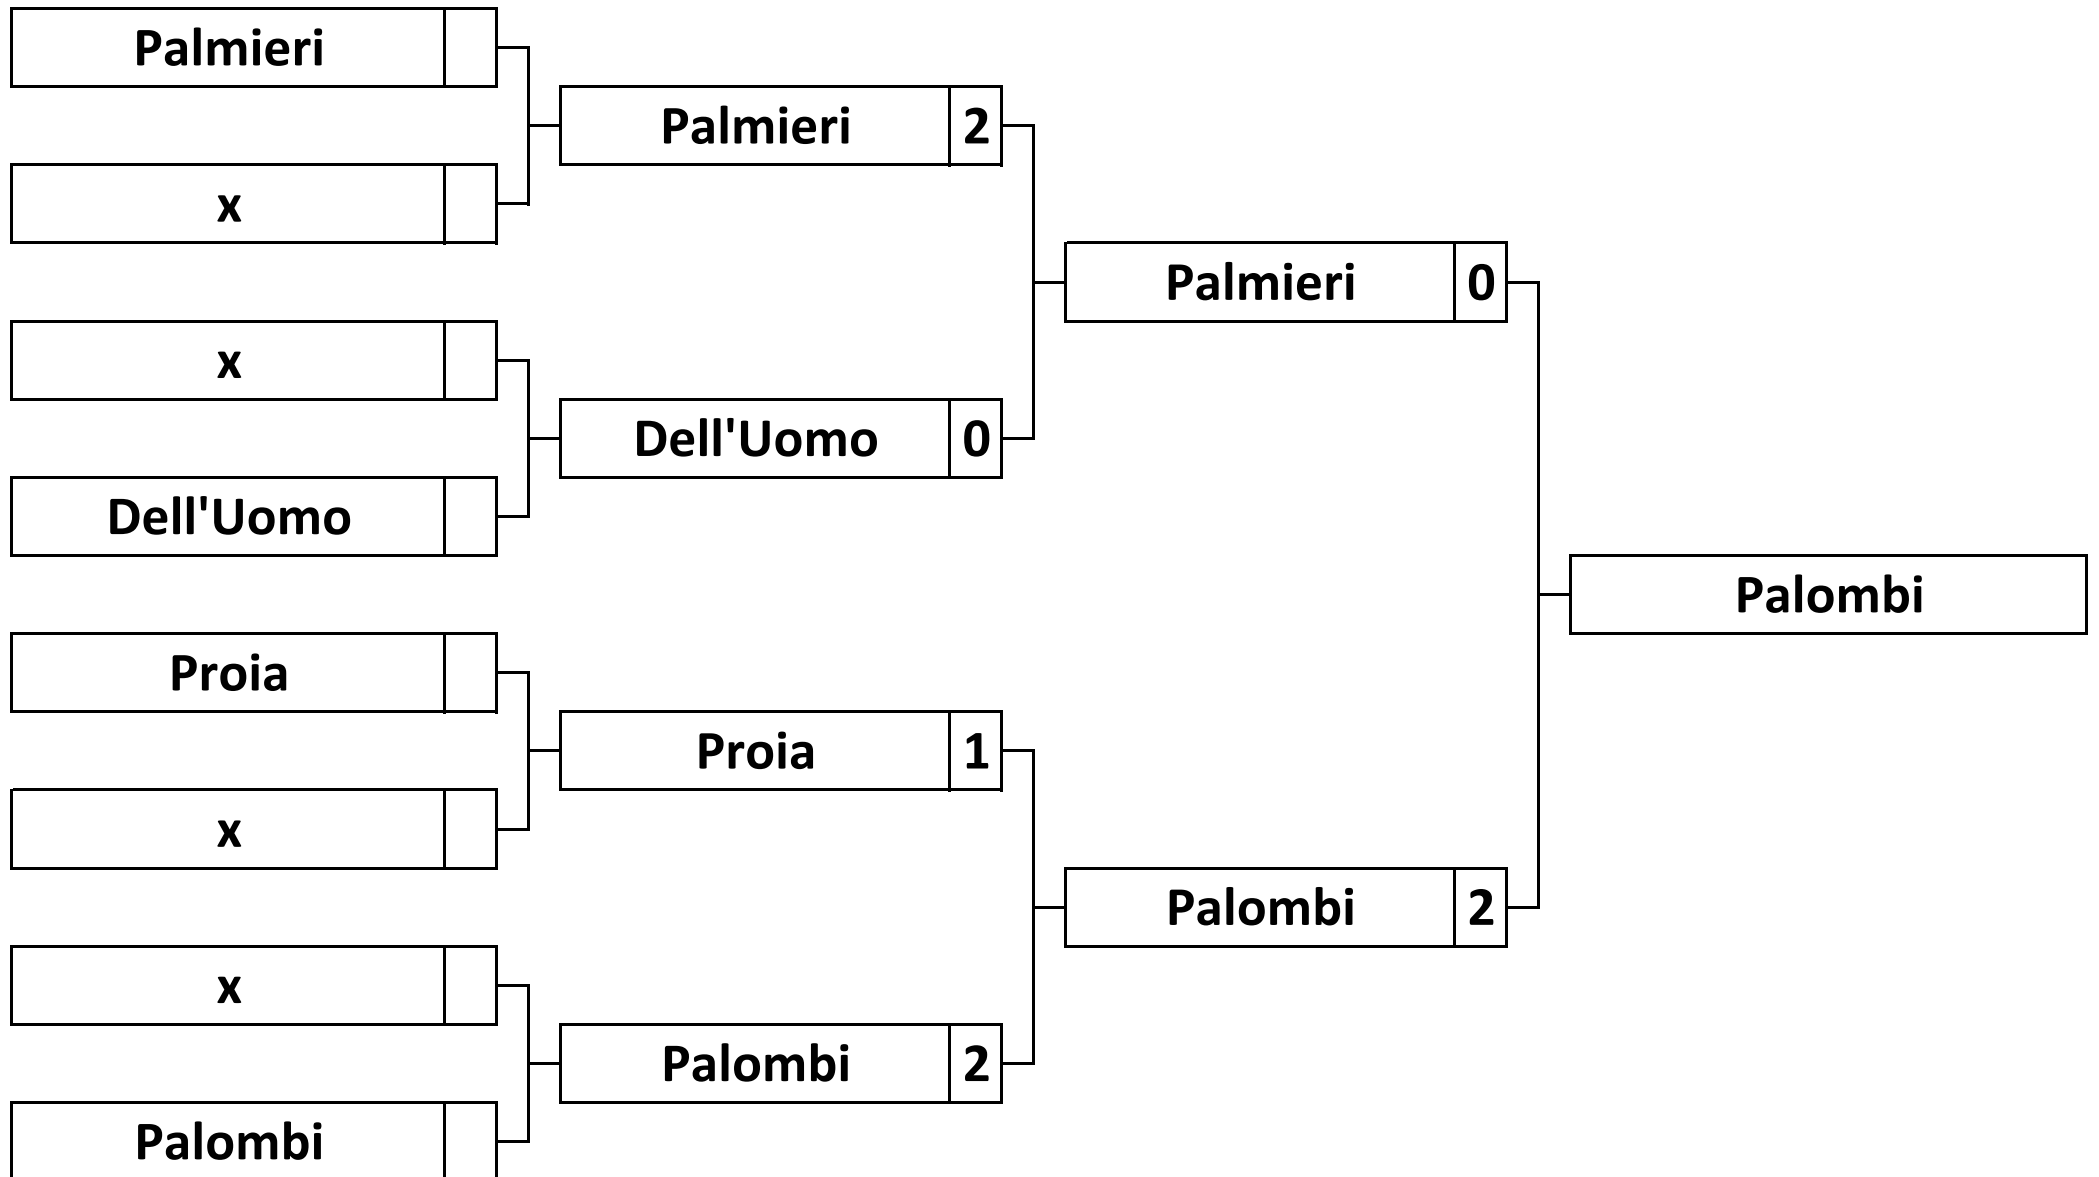 Palmieri
x
x
Dell'Uomo
Proia
x
x
Palombi
Palmieri 2
Dell'Uomo 0
Proia 1
Palombi 2
Palmieri 0
Palombi 2
Palombi